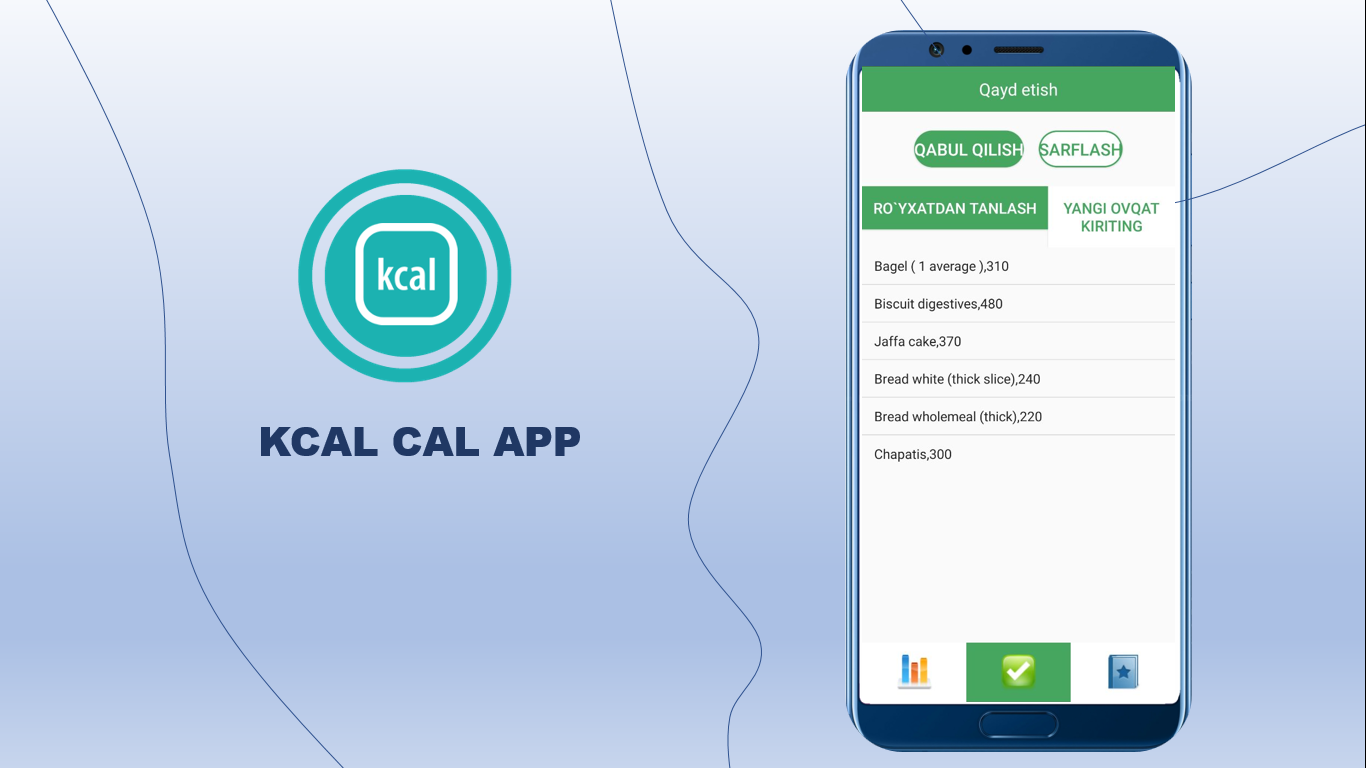 kcal
KCAL CAL APP
Qayd etish
QABUL QILISH
SARFLASH
RO`YXATDAN TANLASH
YANGI OVQAT
KIRITING
Bagel ( 1 average ),310
Biscuit digestives,480
Jaffa cake,370
Bread white (thick slice),240
Bread wholemeal (thick),220
Chapatis,300